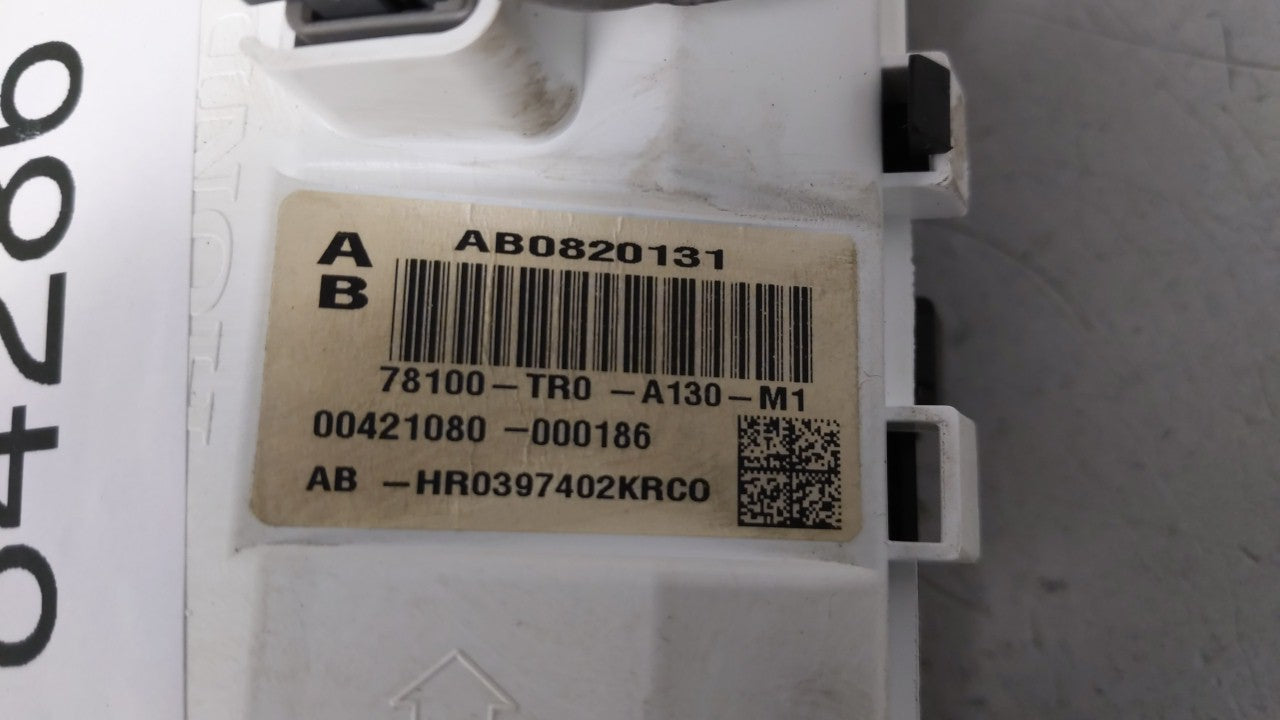 04286
A
B
AB0820131
78100-TR0 -A130-M1
00421080 -000186
AB -HR0397402KRC0